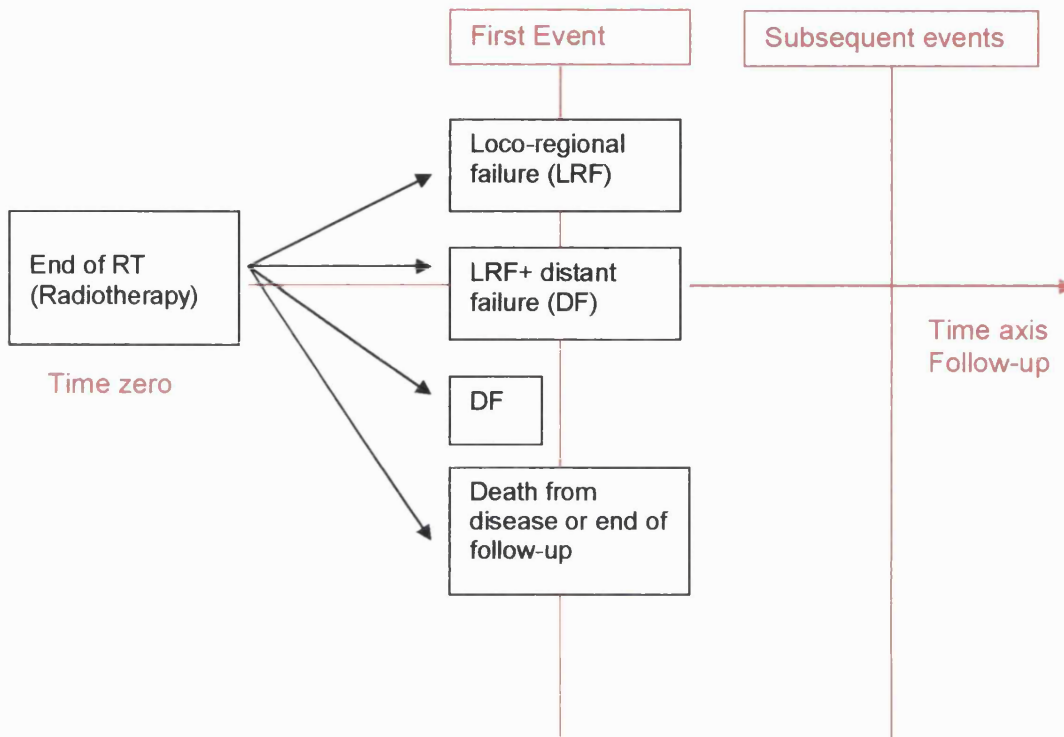 First Event
Subsequent events
Loco-regional
failure (LRF)
End of RT
(Radiotherapy)
LRF+ distant
failure (DF)
Time axis
Follow-up
Time zero
DF
Death from
disease or end of
follow-up